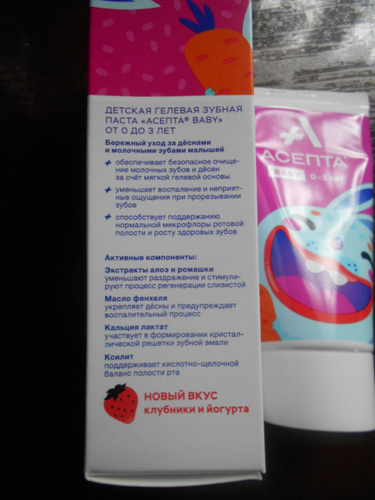 ДЕТСКАЯ ГЕЛЕВАЯ ЗУБНАЯ
ПАСТА «АСЕПТА® BABY»
ОТ 0 ДО 3 ЛЕТ
Бережный уход за дёснами
и молочными зубами малышей
обеспечивает безопасное очище-
ние молочных зубов и дёсен
за счёт мягкой гелевой основы
уменьшает воспаление и неприят-
ные ощущения при прорезывании
зубов
способствует поддержанию
нормальной микрофлоры ротовой
полости и росту здоровых зубов
Активные компоненты:
Экстракты алоэ и ромашки
уменьшают раздражение и стимули-
руют процесс регенерации слизистой
Масло фенхеля
укрепляет дёсны и предупреждает
воспалительный процесс
Кальция лактат
участвует в формировании кристал-
лической решетки зубной эмали
Ксилит
поддерживает кислотно-щелочной
баланс полости рта
НОВЫЙ ВКУС
клубники и йогурта
АСЕПТА
BABY 0-3